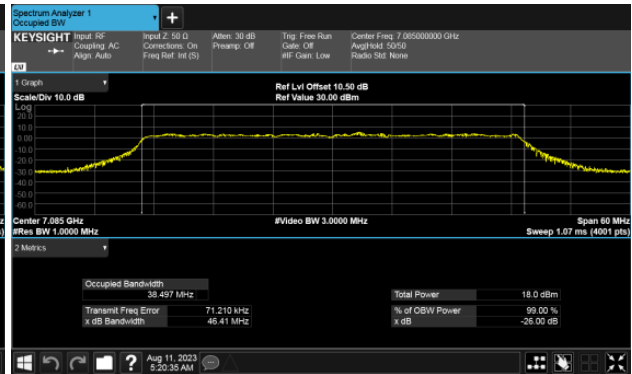 Spectrum Analyzer 1
Occupied BW
+
KEYSIGHT Input: RF Input Z: 50 Ω Atten: 30 dB Trig: Free Run Center Freq: 7.085000000 GHz
Coupling: AC Corrections: On Preamp: Off Gate: Off Avg|Hold: 50/50
Align: Auto Freq Ref: Int (S) #IF Gain: Low Radio Std: None
LXI
1 Graph
Ref Lvl Offset 10.50 dB
Scale/Div 10.0 dB Ref Value 30.00 dBm
Log
20.0
10.0
0.00
-10.0
-20.0
-30.0
-40.0
-50.0
-60.0
Center 7.085 GHz #Video BW 3.0000 MHz Span 60 MHz
#Res BW 1.0000 MHz Sweep 1.07 ms (4001 pts)
2 Metrics
Occupied Bandwidth
38.497 MHz Total Power 18.0 dBm
Transmit Freq Error 71.210 kHz % of OBW Power 99.00 %
x dB Bandwidth 46.41 MHz x dB -26.00 dB
? Aug 11, 2023
5:20:35 AM